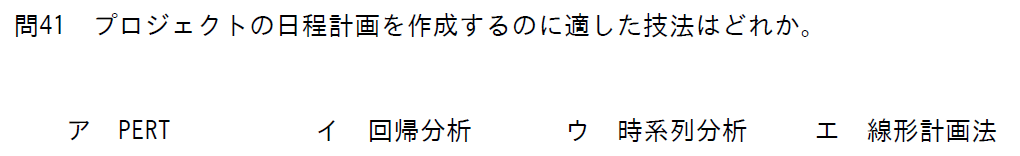 問41　プロジェクトの日程計画を作成するのに適した技法はどれか。
ア　PERT　イ　回帰分析　ウ　時系列分析　エ　線形計画法